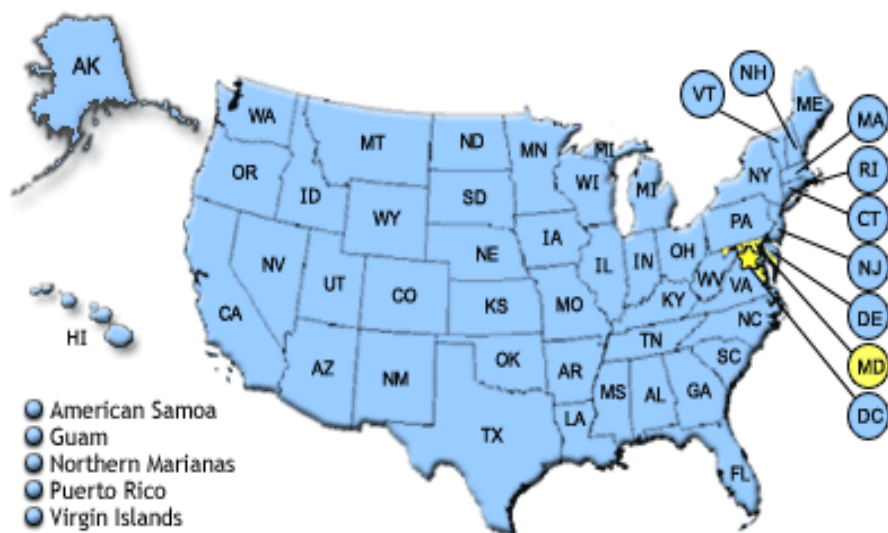 AK
WA
MT
ND
MN
MI
ME
VT
NH
MA
RI
CT
NJ
DE
MD
DC
OR
ID
WY
SD
WI
MI
NY
PA
NV
UT
CO
NE
IA
IL
IN
OH
WV
VA
CA
KS
MO
KY
NC
AZ
NM
OK
AR
TN
SC
TX
LA
MS
AL
GA
FL
HI
American Samoa
Guam
Northern Marianas
Puerto Rico
Virgin Islands